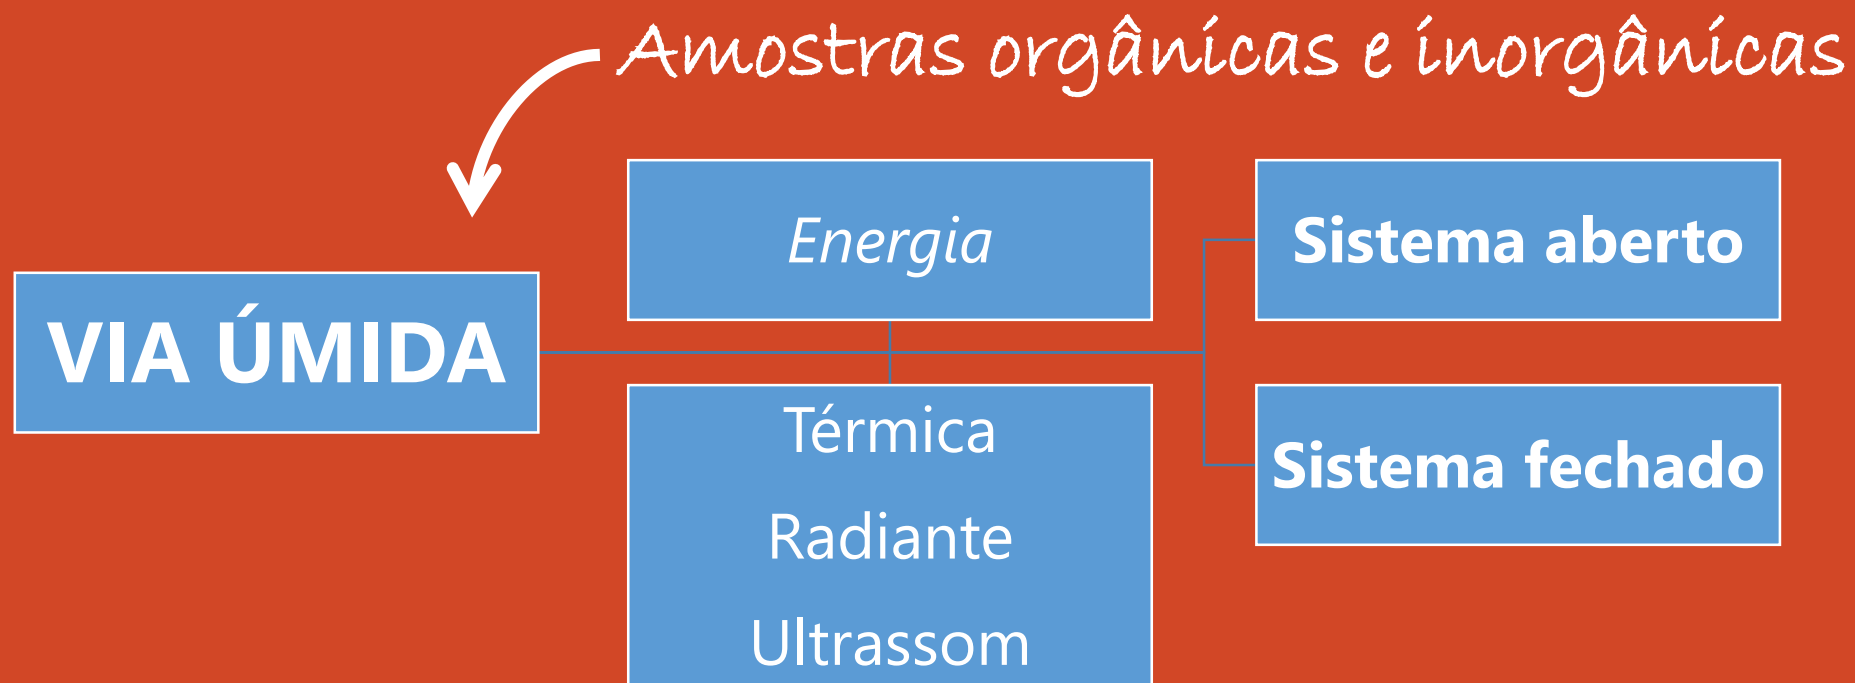 Amostras orgânicas e inorgânicas
VIA ÚMIDA
Energia
Térmica
Radiante
Ultrassom
Sistema aberto
Sistema fechado